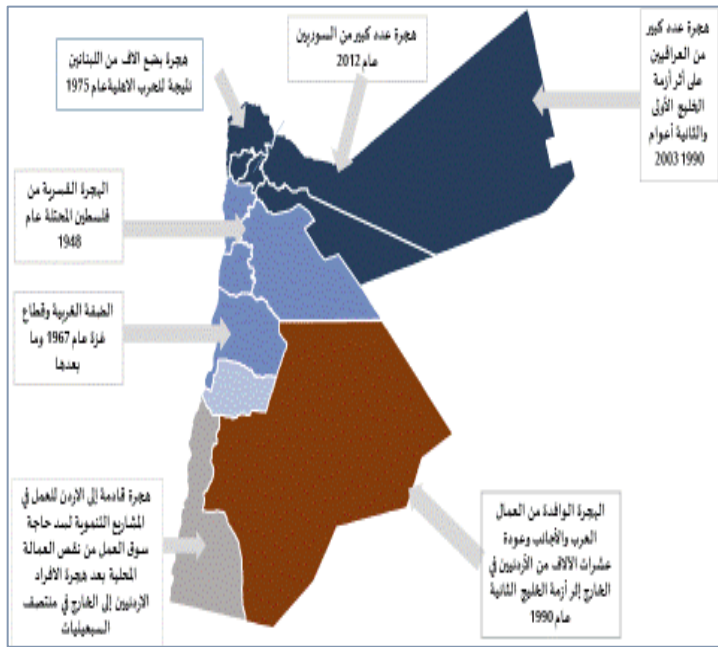 هجرة عدد كبير
من العراقيين
على أثر أزمة
الخليج الأولى
والثانية أعوام
1990 2003
هجرة عدد كبير من السوريين
عام 2012
هجرة بضع الاف من اللبنانين
نتيجة للحرب الاهلية عام 1975
الهجرة القسرية من
فلسطين المحتلة عام
1948
الضفة الغربية وقطاع
غزة عام 1967 وما
بعدها
الهجرة الوافدة من العمال
العرب والأجانب وعودة
عشرات الآلاف من الأردنيين في
الخارج إثر أزمة الخليج الثانية
عام 1990
هجرة قادمة إلى الاردن للعمل في
المشاريع التنموية لسد حاجة
سوق العمل من نقص العمالة
المحلية بعد هجرة الافراد
الاردنيين إلى الخارج في منتصف
السبعينيات